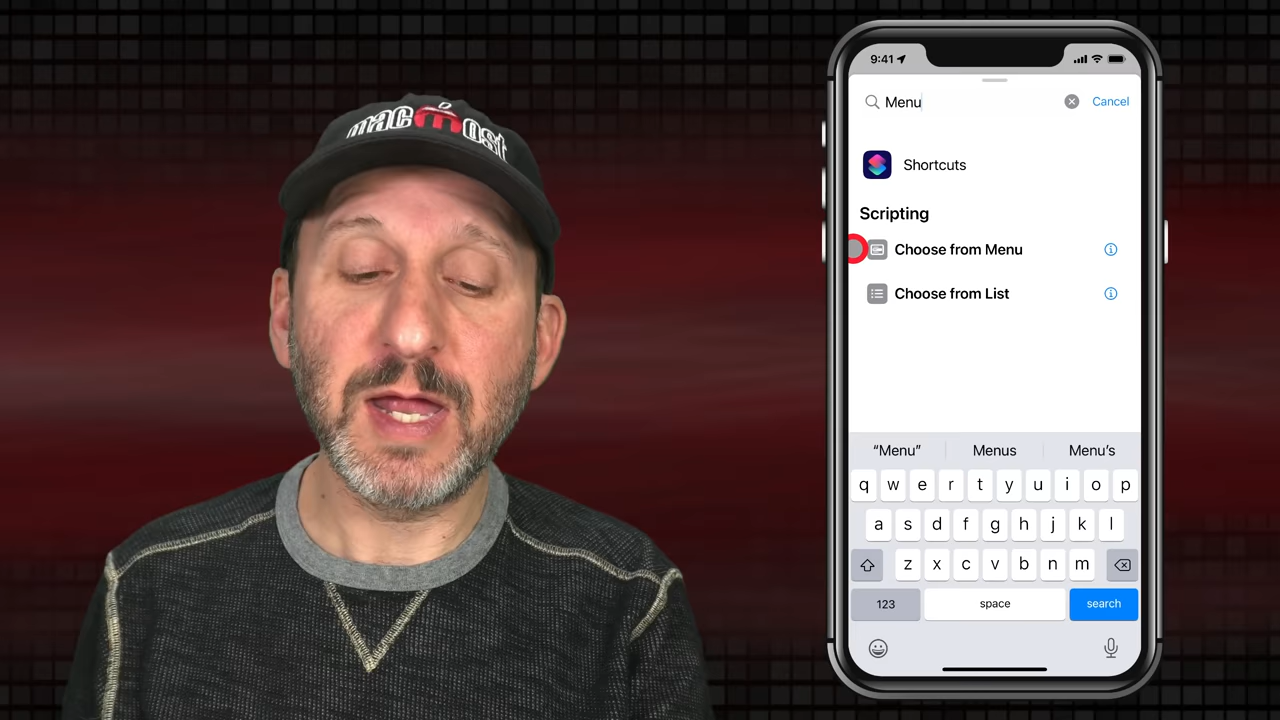 macmost
9:41
Menu
Cancel
Shortcuts
Scripting
Choose from Menu
Choose from List
“Menu” Menus Menu’s
q w e r t y u i o p
a s d f g h j k l
z x c v b n m
123 space search